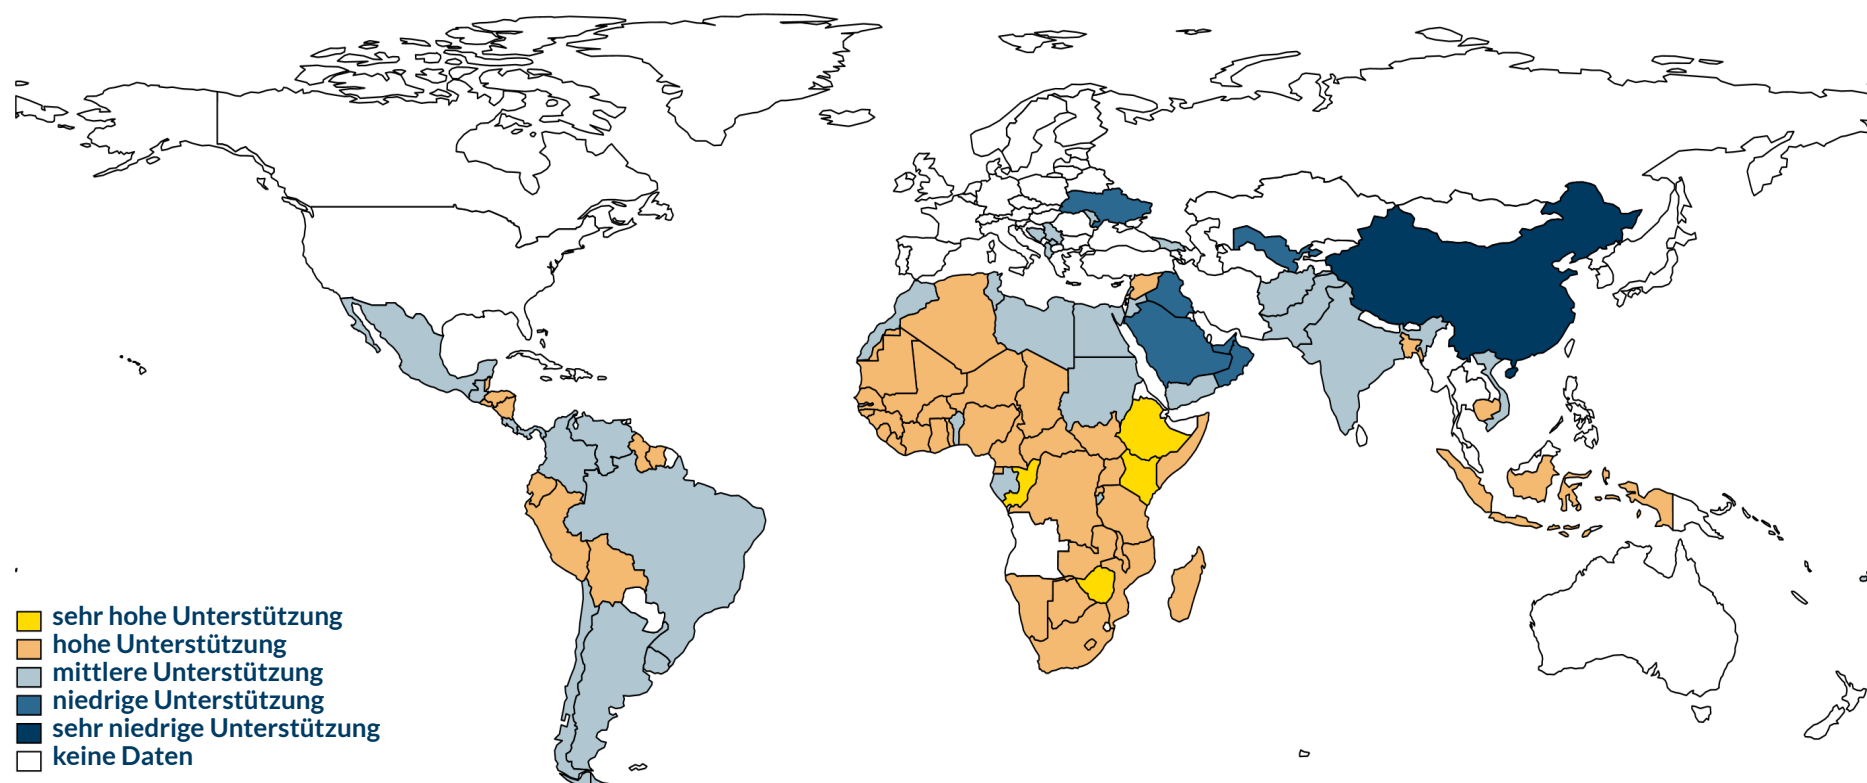 sehr hohe Unterstützung
hohe Unterstützung
mittlere Unterstützung
niedrige Unterstützung
sehr niedrige Unterstützung
keine Daten